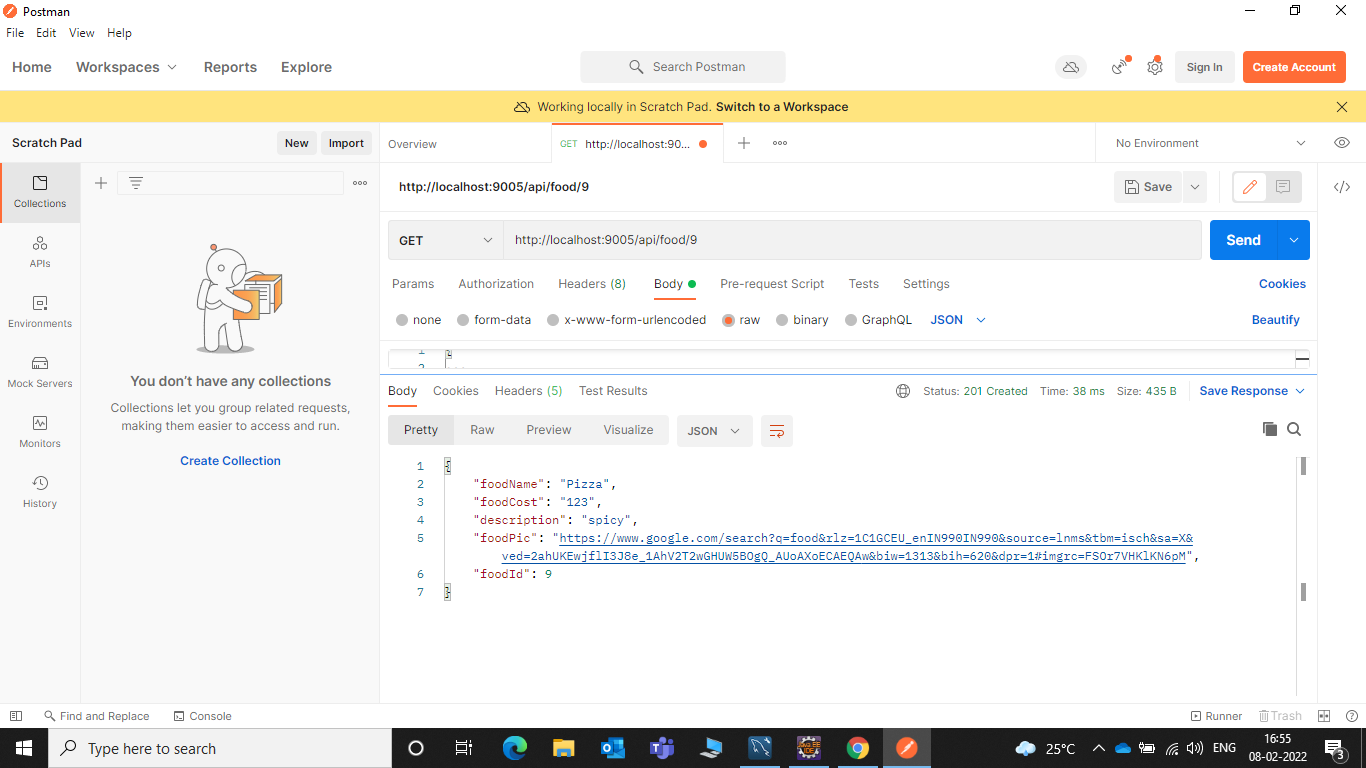 Postman
File Edit View Help
Home Workspaces Reports Explore Search Postman Sign In Create Account
Working locally in Scratch Pad. Switch to a Workspace
Scratch Pad New Import Overview GET http://localhost:90... No Environment
http://localhost:9005/api/food/9 Save
Collections
APIs
Environments
Mock Servers
Monitors
History
You don't have any collections
Collections let you group related requests,
making them easier to access and run.
Create Collection
GET http://localhost:9005/api/food/9 Send
Params Authorization Headers (8) Body Pre-request Script Tests Settings Cookies
none form-data x-www-form-urlencoded raw binary GraphQL JSON Beautify
1 {
2
Body Cookies Headers (5) Test Results Status: 201 Created Time: 38 ms Size: 435 B Save Response
Pretty Raw Preview Visualize JSON
1 {
2 "foodName": "Pizza",
3 "foodCost": "123",
4 "description": "spicy",
5 "foodPic": "https://www.google.com/search?q=food&rlz=1C1GCEU_enIN990IN990&source=lnms&tbm=isch&sa=X&
ved=2ahUKEwjflI3J8e_1AhV2T2wGHUW5BOgQ_AUoAXoECAEQAw&biw=1313&bih=620&dpr=1#imgrc=FSOr7VHKlKN6pM",
6 "foodId": 9
7 }
Find and Replace Console Runner Trash
Type here to search 25°C ENG 16:55
08-02-2022 3